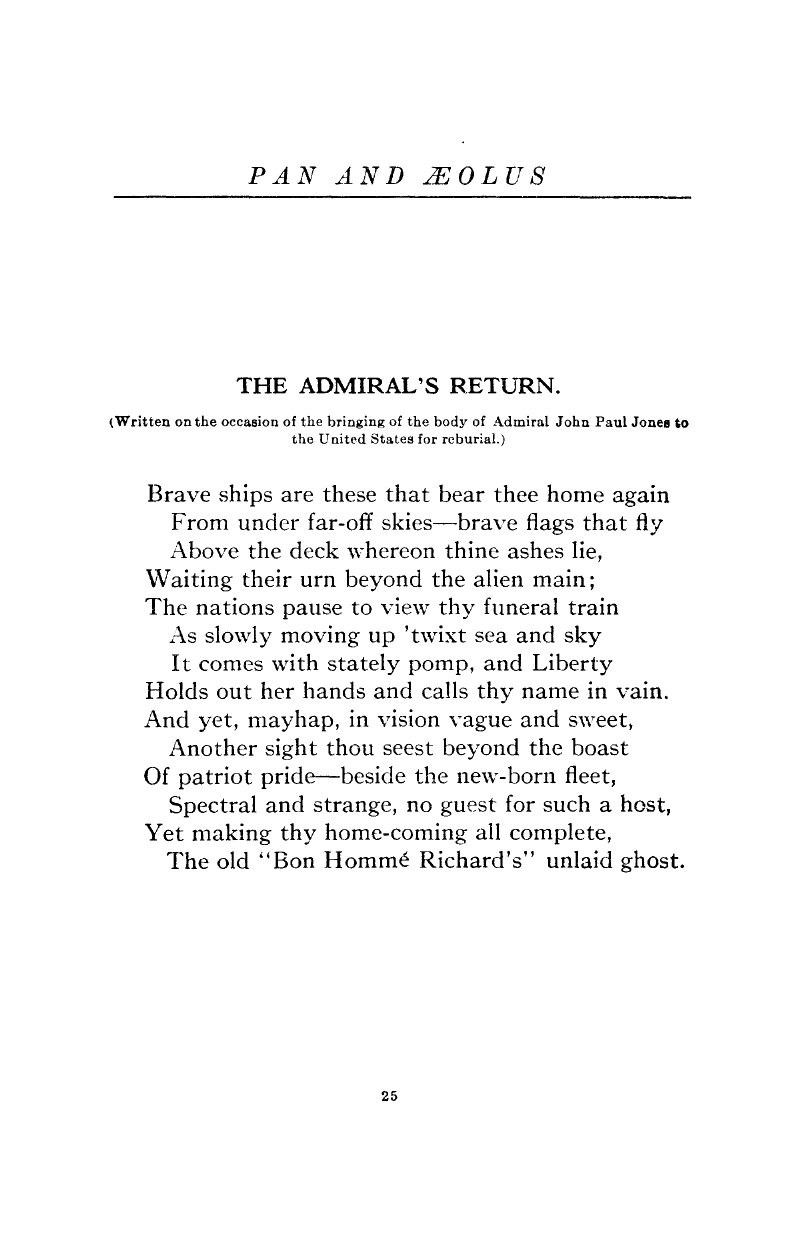 PAN AND ÆOLUS
THE ADMIRAL'S RETURN.
(Written on the occasion of the bringing of the body of Admiral John Paul Jones to
the United States for reburial.)
Brave ships are these that bear thee home again
From under far-off skies—brave flags that fly
Above the deck whereon thine ashes lie,
Waiting their urn beyond the alien main;
The nations pause to view thy funeral train
As slowly moving up 'twixt sea and sky
It comes with stately pomp, and Liberty
Holds out her hands and calls thy name in vain.
And yet, mayhap, in vision vague and sweet,
Another sight thou seest beyond the boast
Of patriot pride—beside the new-born fleet,
Spectral and strange, no guest for such a host,
Yet making thy home-coming all complete,
The old "Bon Hommé Richard's" unlaid ghost.
25